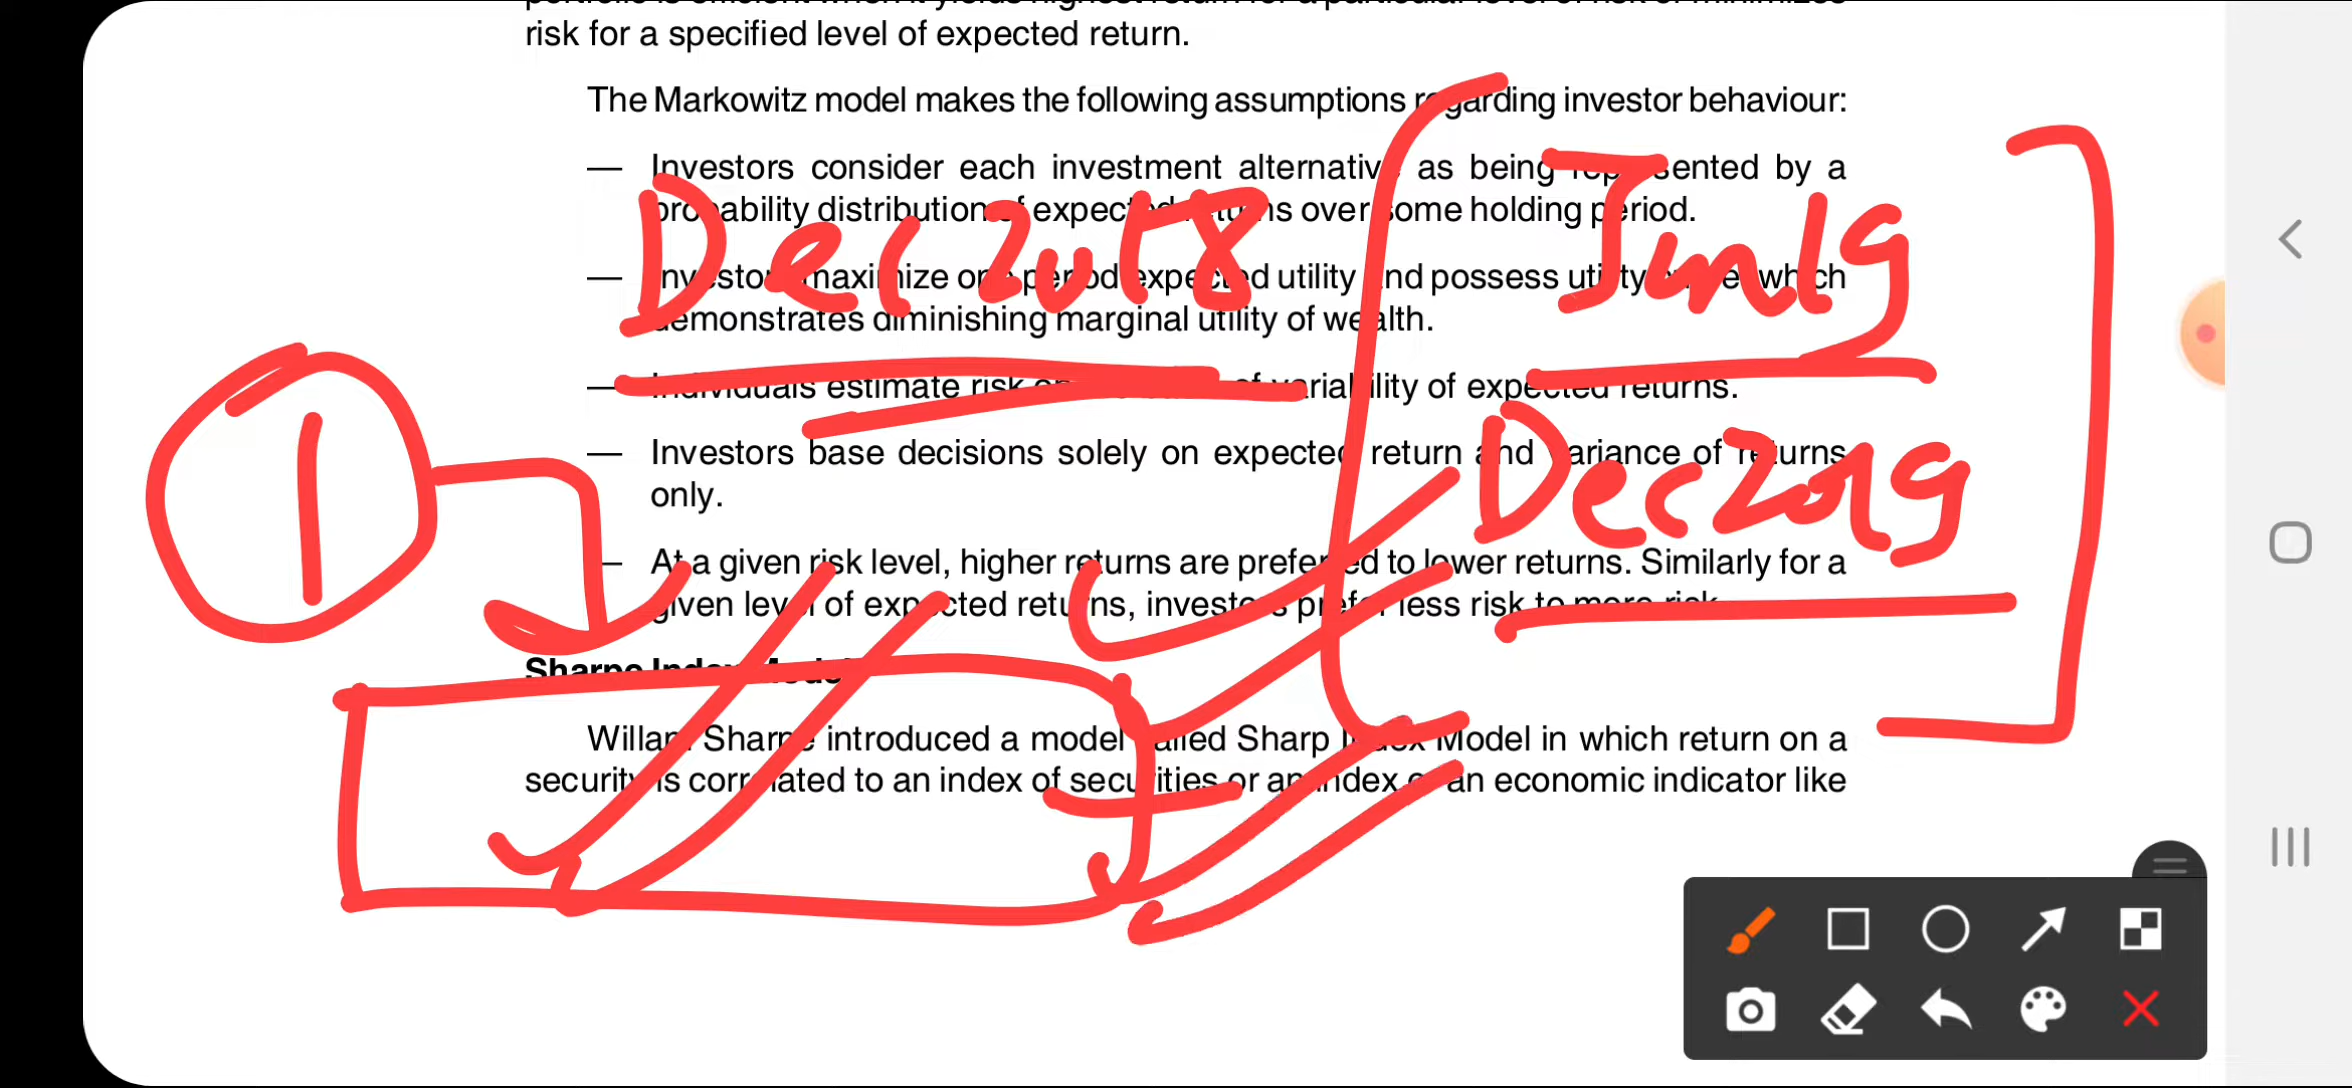 risk for a specified level of expected return.
The Markowitz model makes the following assumptions regarding investor behaviour:
— Investors consider each investment alternative as being represented by a
probability distribution of expected returns over some holding period.
— Investors maximize one period expected utility and possess utility which
demonstrates diminishing marginal utility of wealth.
— Individuals estimate risk on of variability of expected returns.
— Investors base decisions solely on expected return and variance of returns
only.
— At a given risk level, higher returns are preferred to lower returns. Similarly for a
given level of expected returns, investors prefer less risk to more risk
Sharpe Index Model
Willam Sharpe introduced a model called Sharp Index Model in which return on a
security is correlated to an index of securities or an index of an economic indicator like
Dec 2018
Dec 2019
1